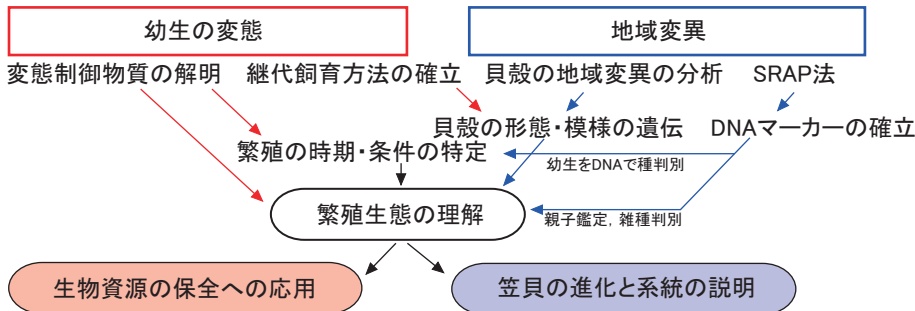 幼生の変態
地域変異
変態制御物質の解明
継代飼育方法の確立
貝殻の地域変異の分析
SRAP法
貝殻の形態・模様の遺伝
DNAマーカーの確立
繁殖の時期・条件の特定
幼生をDNAで種判別
繁殖生態の理解
親子鑑定, 雑種判別
生物資源の保全への応用
笠貝の進化と系統の説明